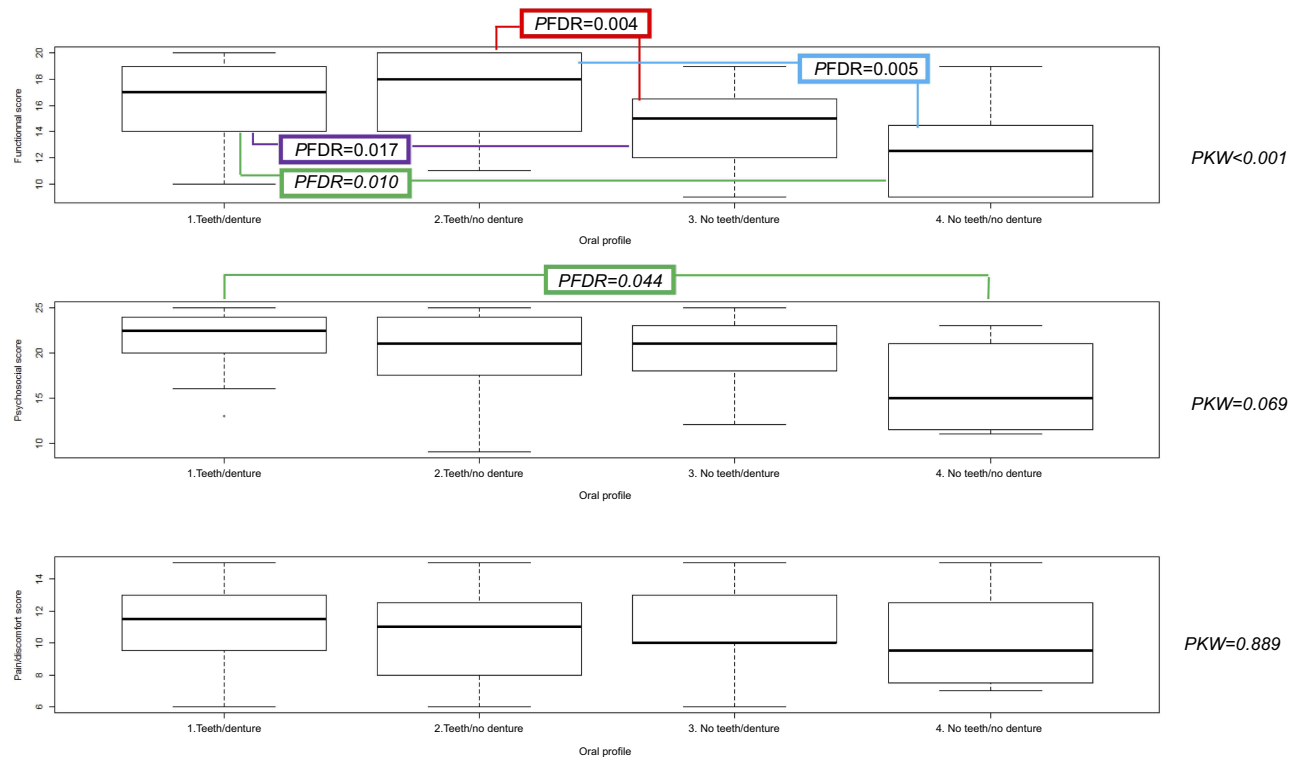 PFDR=0.004
PFDR=0.005
PFDR=0.017
PFDR=0.010
PKW<0.001
Functionnal score
20
18
16
14
12
10
1.Teeth/denture
2.Teeth/no denture
3. No teeth/denture
4. No teeth/no denture
Oral profile
PFDR=0.044
PKW=0.069
Psychosocial score
25
20
15
10
1.Teeth/denture
2.Teeth/no denture
3. No teeth/denture
4. No teeth/no denture
Oral profile
PKW=0.889
Pain/discomfort score
14
12
10
8
6
1.Teeth/denture
2.Teeth/no denture
3. No teeth/denture
4. No teeth/no denture
Oral profile